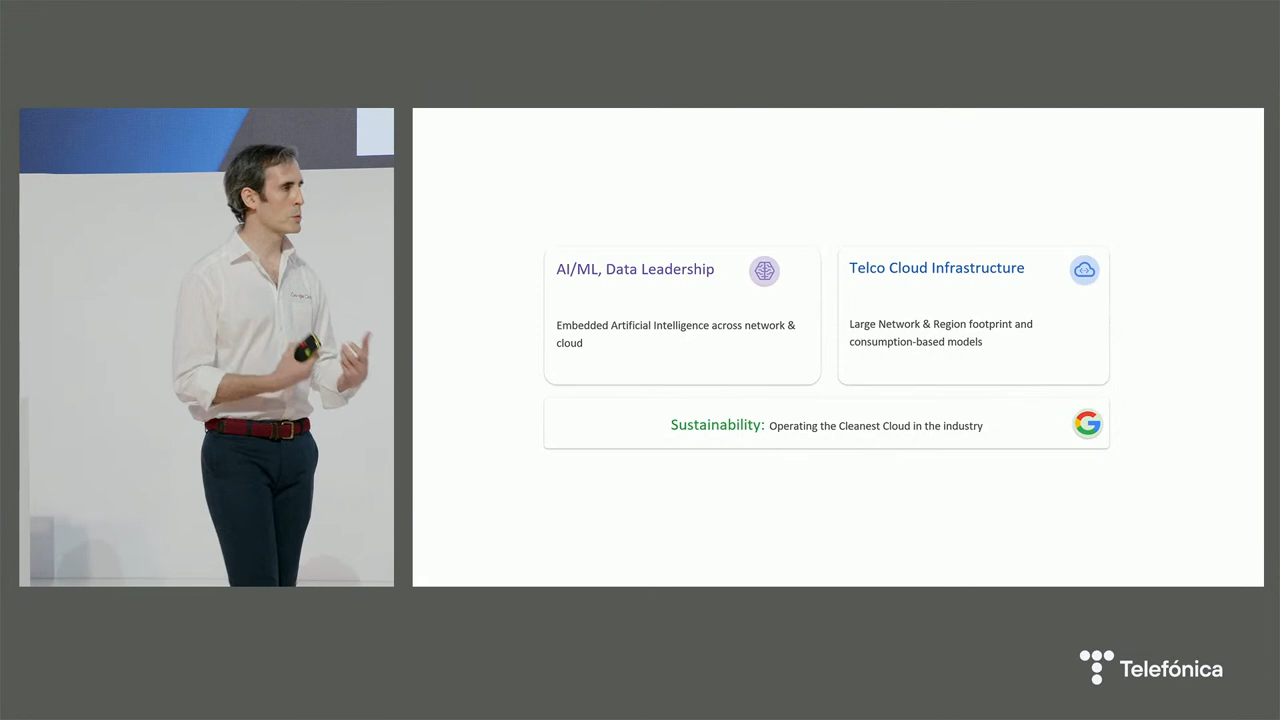 AI/ML, Data Leadership
Embedded Artificial Intelligence across network &
cloud
Telco Cloud Infrastructure
Large Network & Region footprint and
consumption-based models
Sustainability: Operating the Cleanest Cloud in the industry
Telefónica